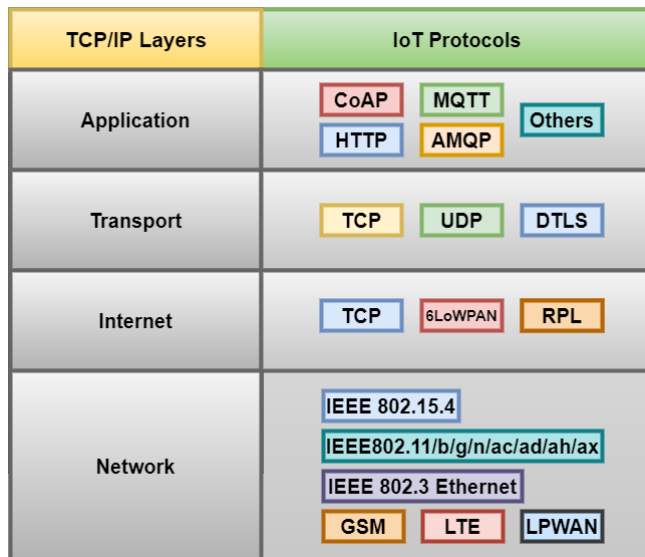 TCP/IP Layers
IoT Protocols
Application
CoAP
MQTT
Others
HTTP
AMQP
Transport
TCP
UDP
DTLS
Internet
TCP
6LoWPAN
RPL
Network
IEEE 802.15.4
IEEE802.11/b/g/n/ac/ad/ah/ax
IEEE 802.3 Ethernet
GSM
LTE
LPWAN